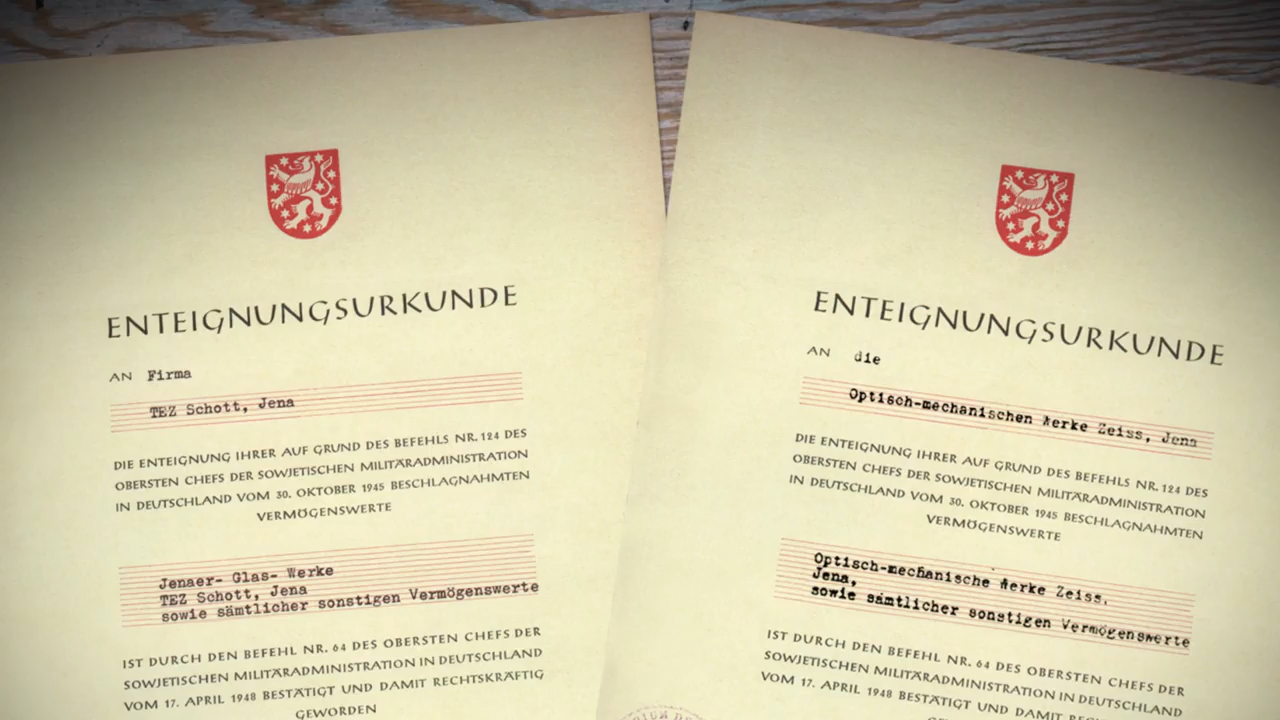 ENTEIGNUNGSURKUNDE
AN Firma
TEZ Schott, Jena
DIE ENTEIGNUNG IHRER AUF GRUND DES BEFEHLS NR. 124 DES
OBERSTEN CHEFS DER SOWJETISCHEN MILITÄRADMINISTRATION
IN DEUTSCHLAND VOM 30. OKTOBER 1945 BESCHLAGNAHMTEN
VERMÖGENSWERTE
Jenaer- Glas- Werke
TEZ Schott, Jena
sowie sämtlicher sonstigen Vermögenswerte
IST DURCH DEN BEFEHL NR. 64 DES OBERSTEN CHEFS DER
SOWJETISCHEN MILITÄRADMINISTRATION IN DEUTSCHLAND
VOM 17. APRIL 1948 BESTÄTIGT UND DAMIT RECHTSKRÄFTIG
GEWORDEN
ENTEIGNUNGSURKUNDE
AN die
Optisch-mechanischen Werke Zeiss, Jena
DIE ENTEIGNUNG IHRER AUF GRUND DES BEFEHLS NR. 124 DES
OBERSTEN CHEFS DER SOWJETISCHEN MILITÄRADMINISTRATION
IN DEUTSCHLAND VOM 30. OKTOBER 1945 BESCHLAGNAHMTEN
VERMÖGENSWERTE
Optisch-mechanische Werke Zeiss.
Jena,
sowie sämtlicher sonstigen Vermögenswerte
IST DURCH DEN BEFEHL NR. 64 DES OBERSTEN CHEFS DER
SOWJETISCHEN MILITÄRADMINISTRATION IN DEUTSCHLAND
VOM 17. APRIL 1948 BESTÄTIGT UND DAMIT